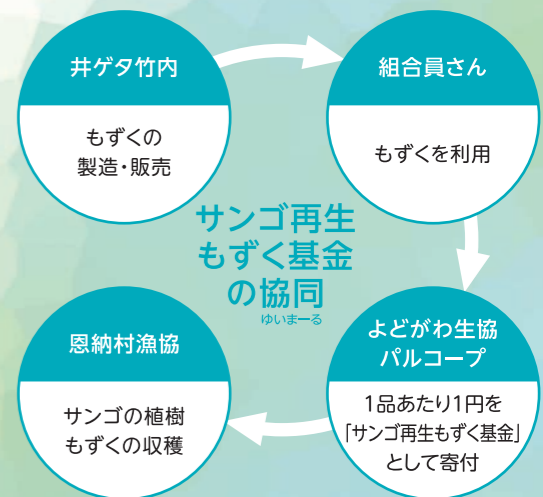 井ゲタ竹内
もずくの
製造・販売
組合員さん
もずくを利用
サンゴ再生
もずく基金
の協同
ゆいまーる
恩納村漁協
サンゴの植樹
もずくの収穫
よどがわ生協
パルコープ
1品あたり1円を
「サンゴ再生もずく基金」
として寄付